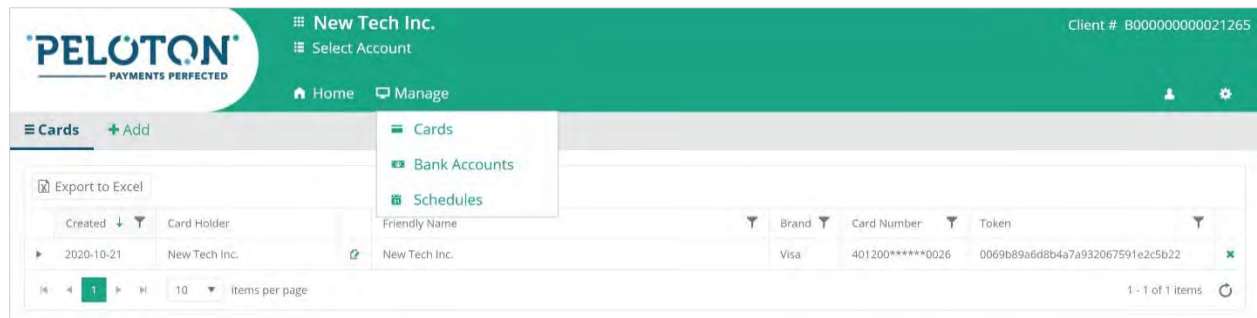 PELOTON
PAYMENTS PERFECTED
New Tech Inc.
Client # B000000000021265
Select Account
Home Manage
Cards + Add
Cards
Bank Accounts
Schedules
Export to Excel
Created Card Holder Friendly Name Brand Card Number Token
2020-10-21 New Tech Inc. New Tech Inc. Visa 401200******0026 0069b89a6d8b4a7a932067591e2c5b22
1 10 items per page 1 - 1 of 1 items